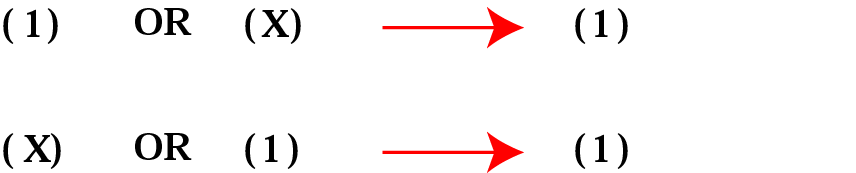 ( 1 ) OR ( X ) ( 1 )
( X ) OR ( 1 ) ( 1 )